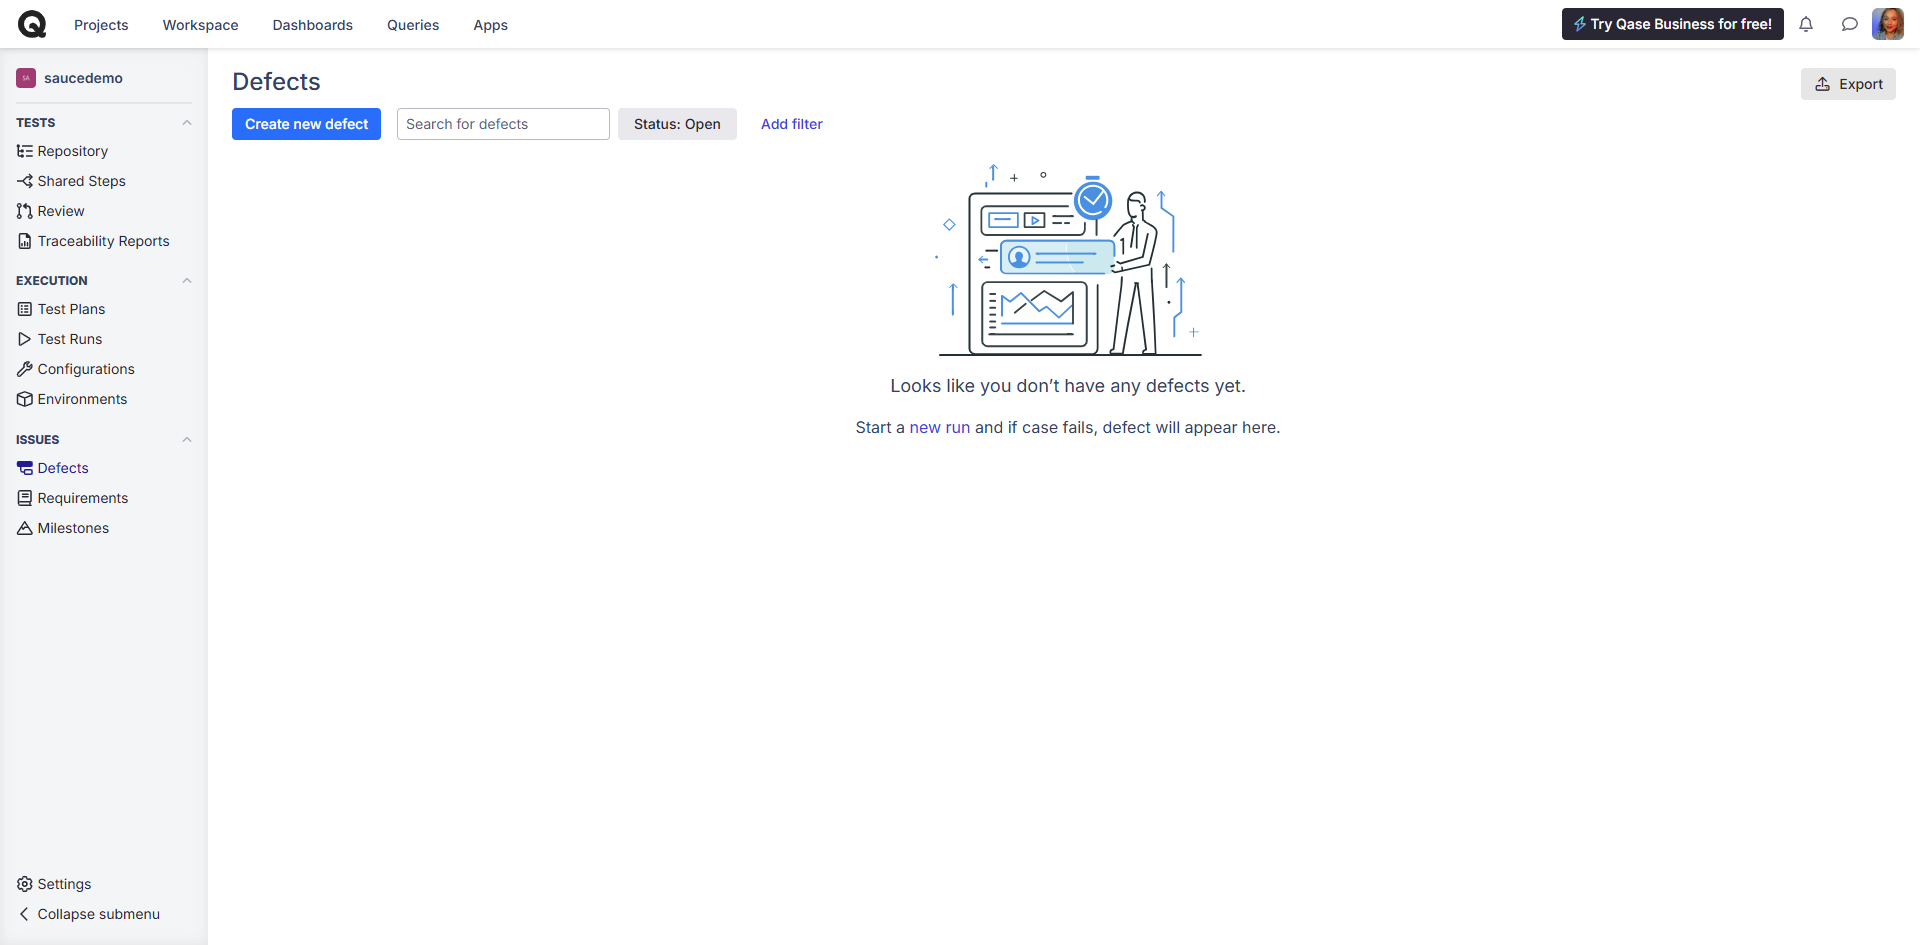 Projects
Workspace
Dashboards
Queries
Apps
Try Qase Business for free!
SA
saucedemo
TESTS
Repository
Shared Steps
Review
Traceability Reports
EXECUTION
Test Plans
Test Runs
Configurations
Environments
ISSUES
Defects
Requirements
Milestones
Settings
Collapse submenu
Defects
Export
Create new defect
Search for defects
Status: Open
Add filter
Looks like you don’t have any defects yet.
Start a new run and if case fails, defect will appear here.